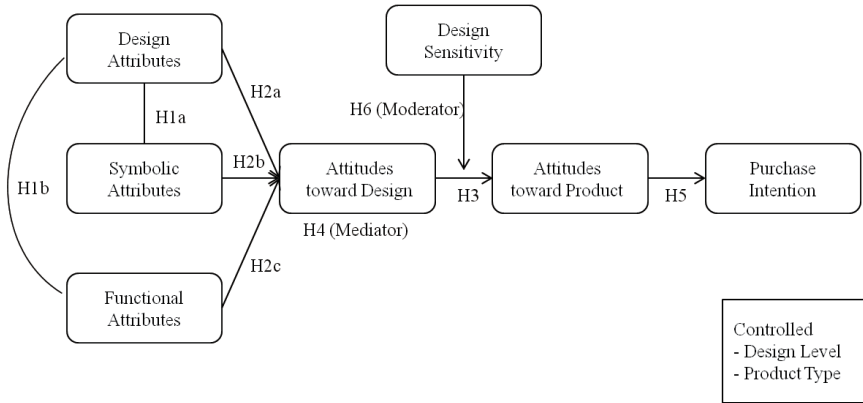 Design
Attributes
Design
Sensitivity
H2a
H1a
H6 (Moderator)
Symbolic
Attributes
H2b
Attitudes
toward Design
Attitudes
toward Product
Purchase
Intention
H1b
H3
H5
H4 (Mediator)
H2c
Functional
Attributes
Controlled
- Design Level
- Product Type